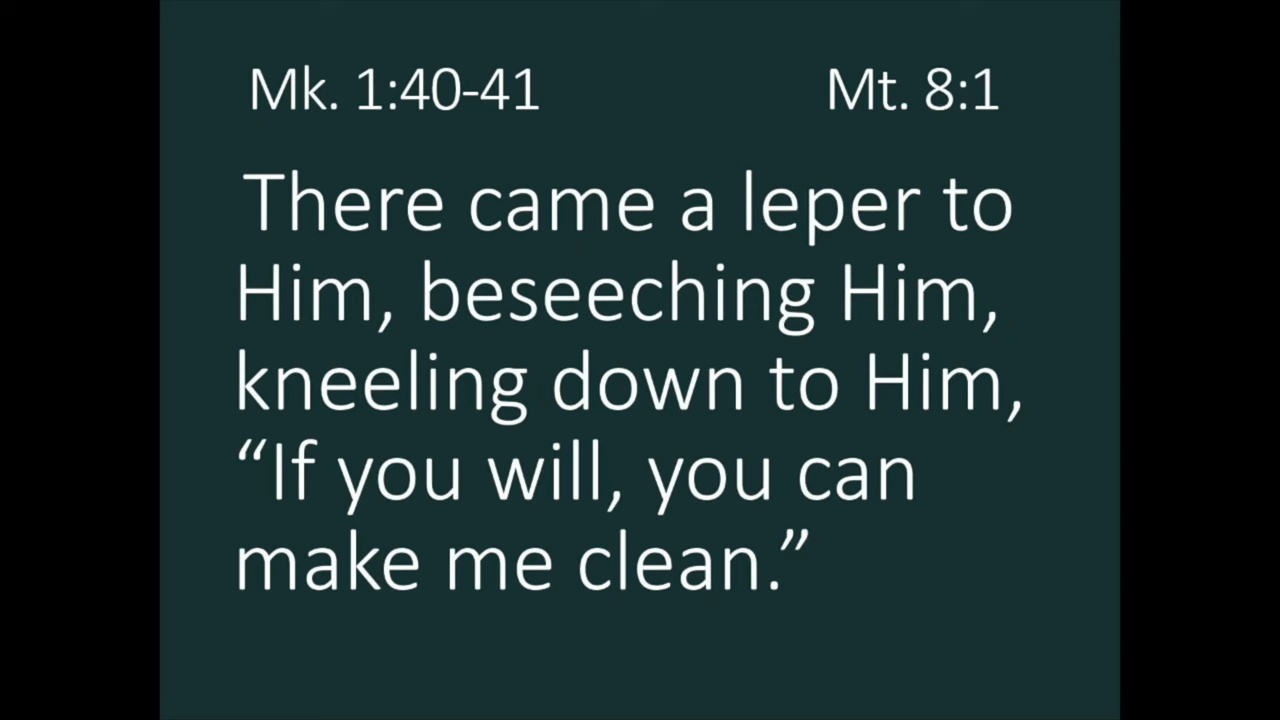 Mk. 1:40-41 Mt. 8:1
There came a leper to
Him, beseeching Him,
kneeling down to Him,
“If you will, you can
make me clean.”